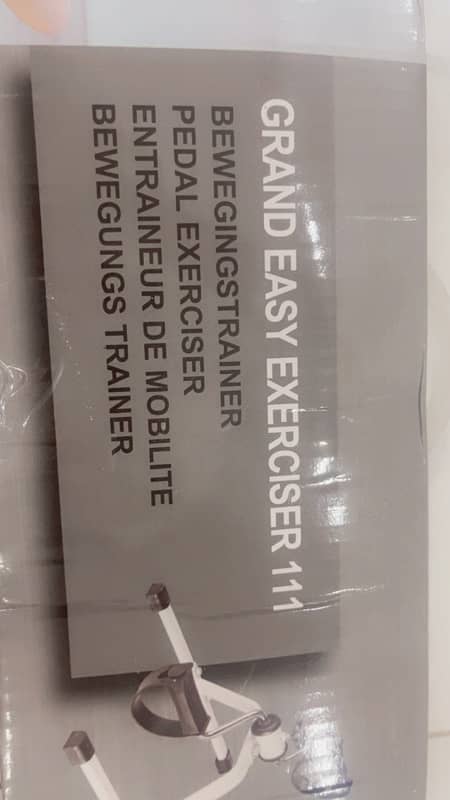 GRAND EASY EXERCISER 111
BEWEGINGSTRAINER
PEDAL EXERCISER
ENTRAINEUR DE MOBILITE
BEWEGUNGS TRAINER